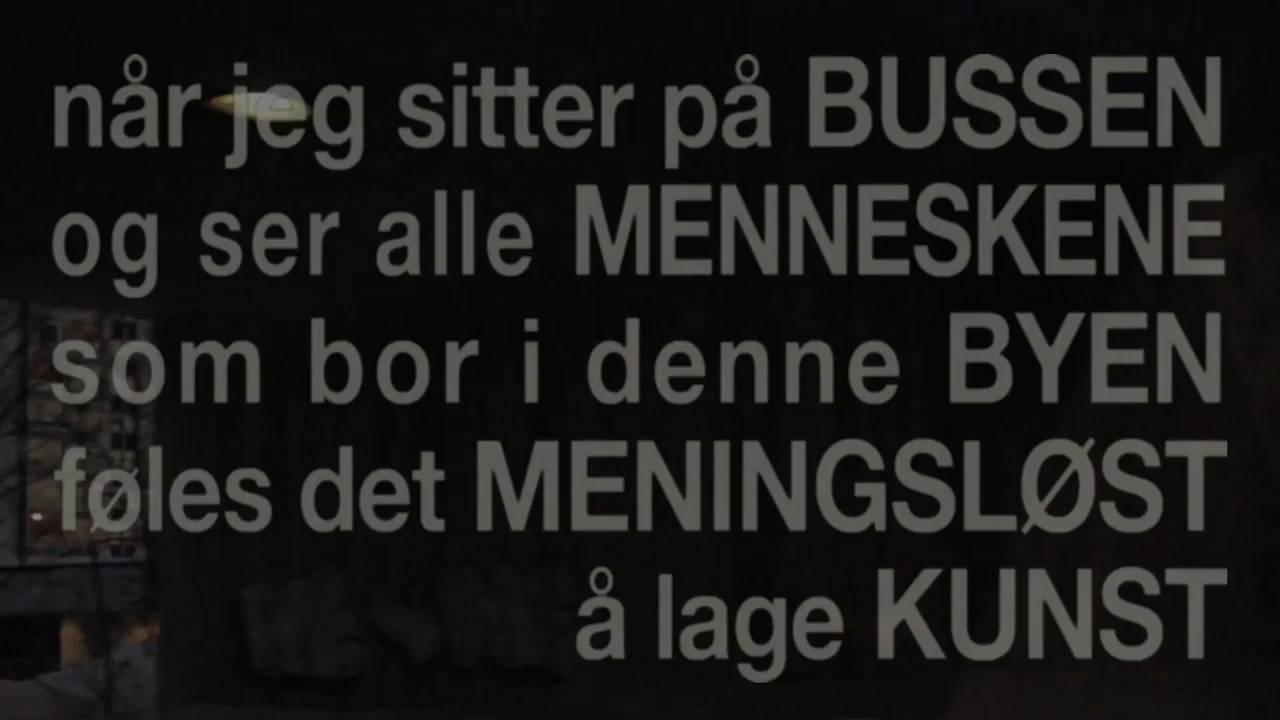 når jeg sitter på BUSSEN
og ser alle MENNESKENE
som bor i denne BYEN
føles det MENINGSLØST
å lage KUNST